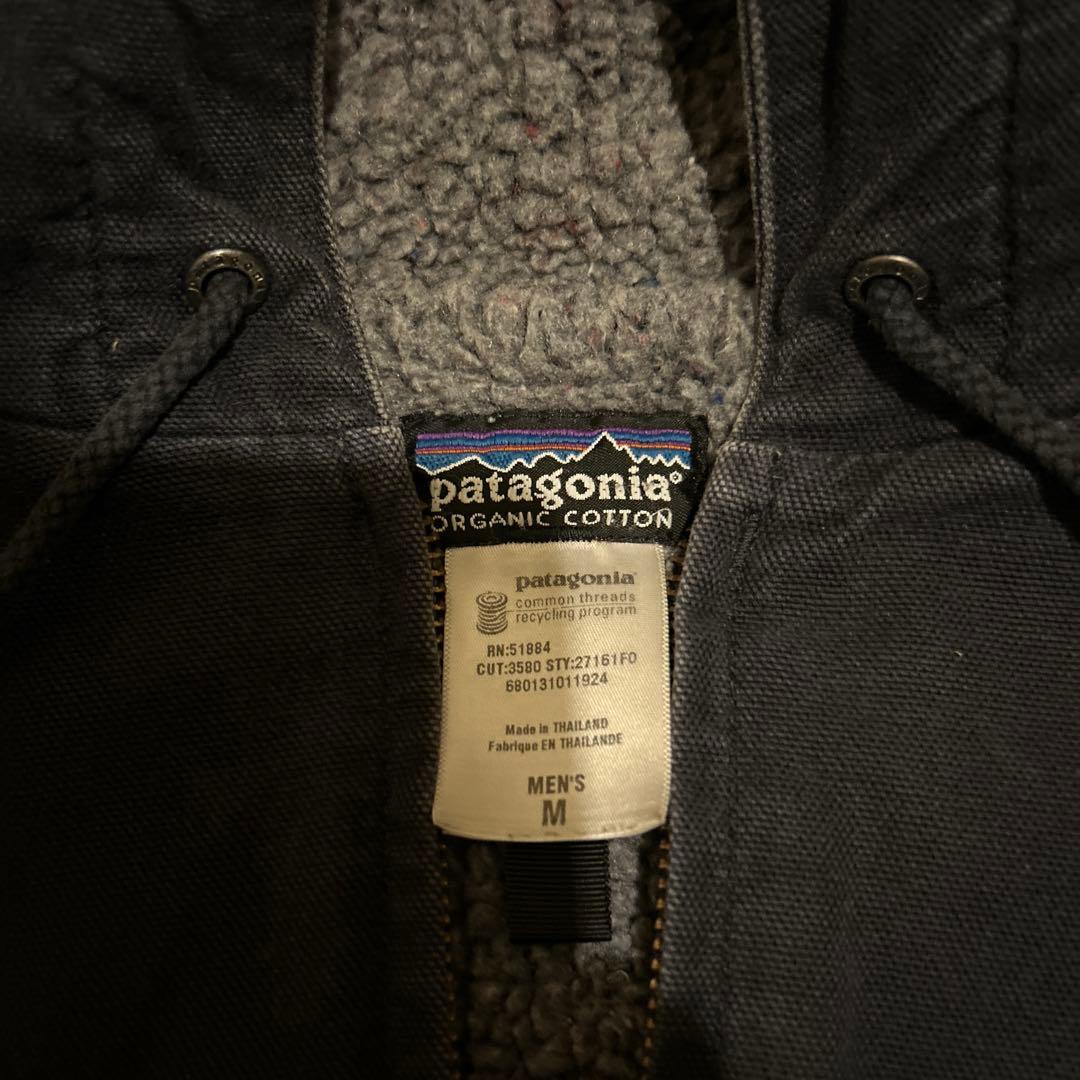 patagonia®
ORGANIC COTTON
patagonia®
common threads
recycling program
RN:51884
CUT:3580 STY:27161F0
680131011924
Made in THAILAND
Fabrique EN THAILANDE
MEN'S
M